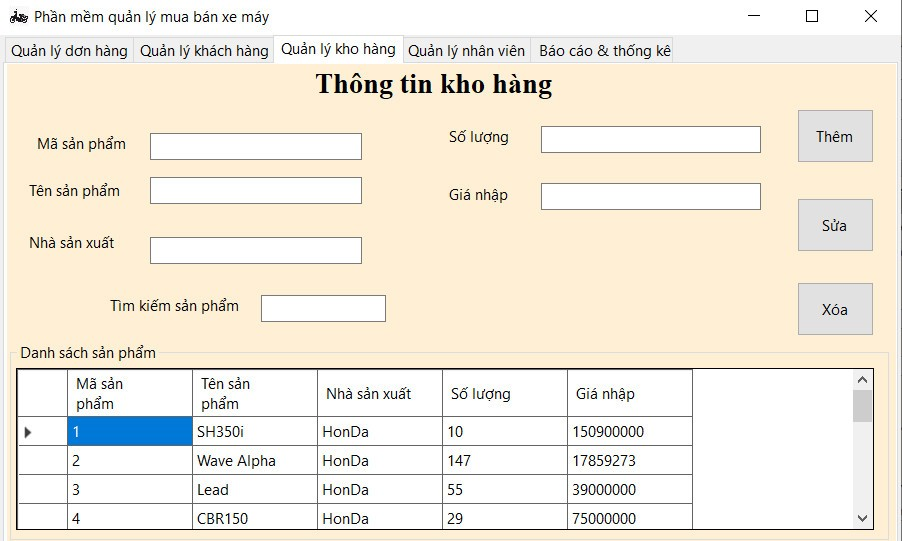 Phần mềm quản lý mua bán xe máy
Quản lý đơn hàng Quản lý khách hàng Quản lý kho hàng Quản lý nhân viên Báo cáo & thống kê
Thông tin kho hàng
Mã sản phẩm
Số lượng
Thêm
Tên sản phẩm
Giá nhập
Sửa
Nhà sản xuất
Tìm kiếm sản phẩm
Xóa
Danh sách sản phẩm
Mã sản phẩm Tên sản phẩm Nhà sản xuất Số lượng Giá nhập
1 SH350i HonDa 10 150900000
2 Wave Alpha HonDa 147 17859273
3 Lead HonDa 55 39000000
4 CBR150 HonDa 29 75000000